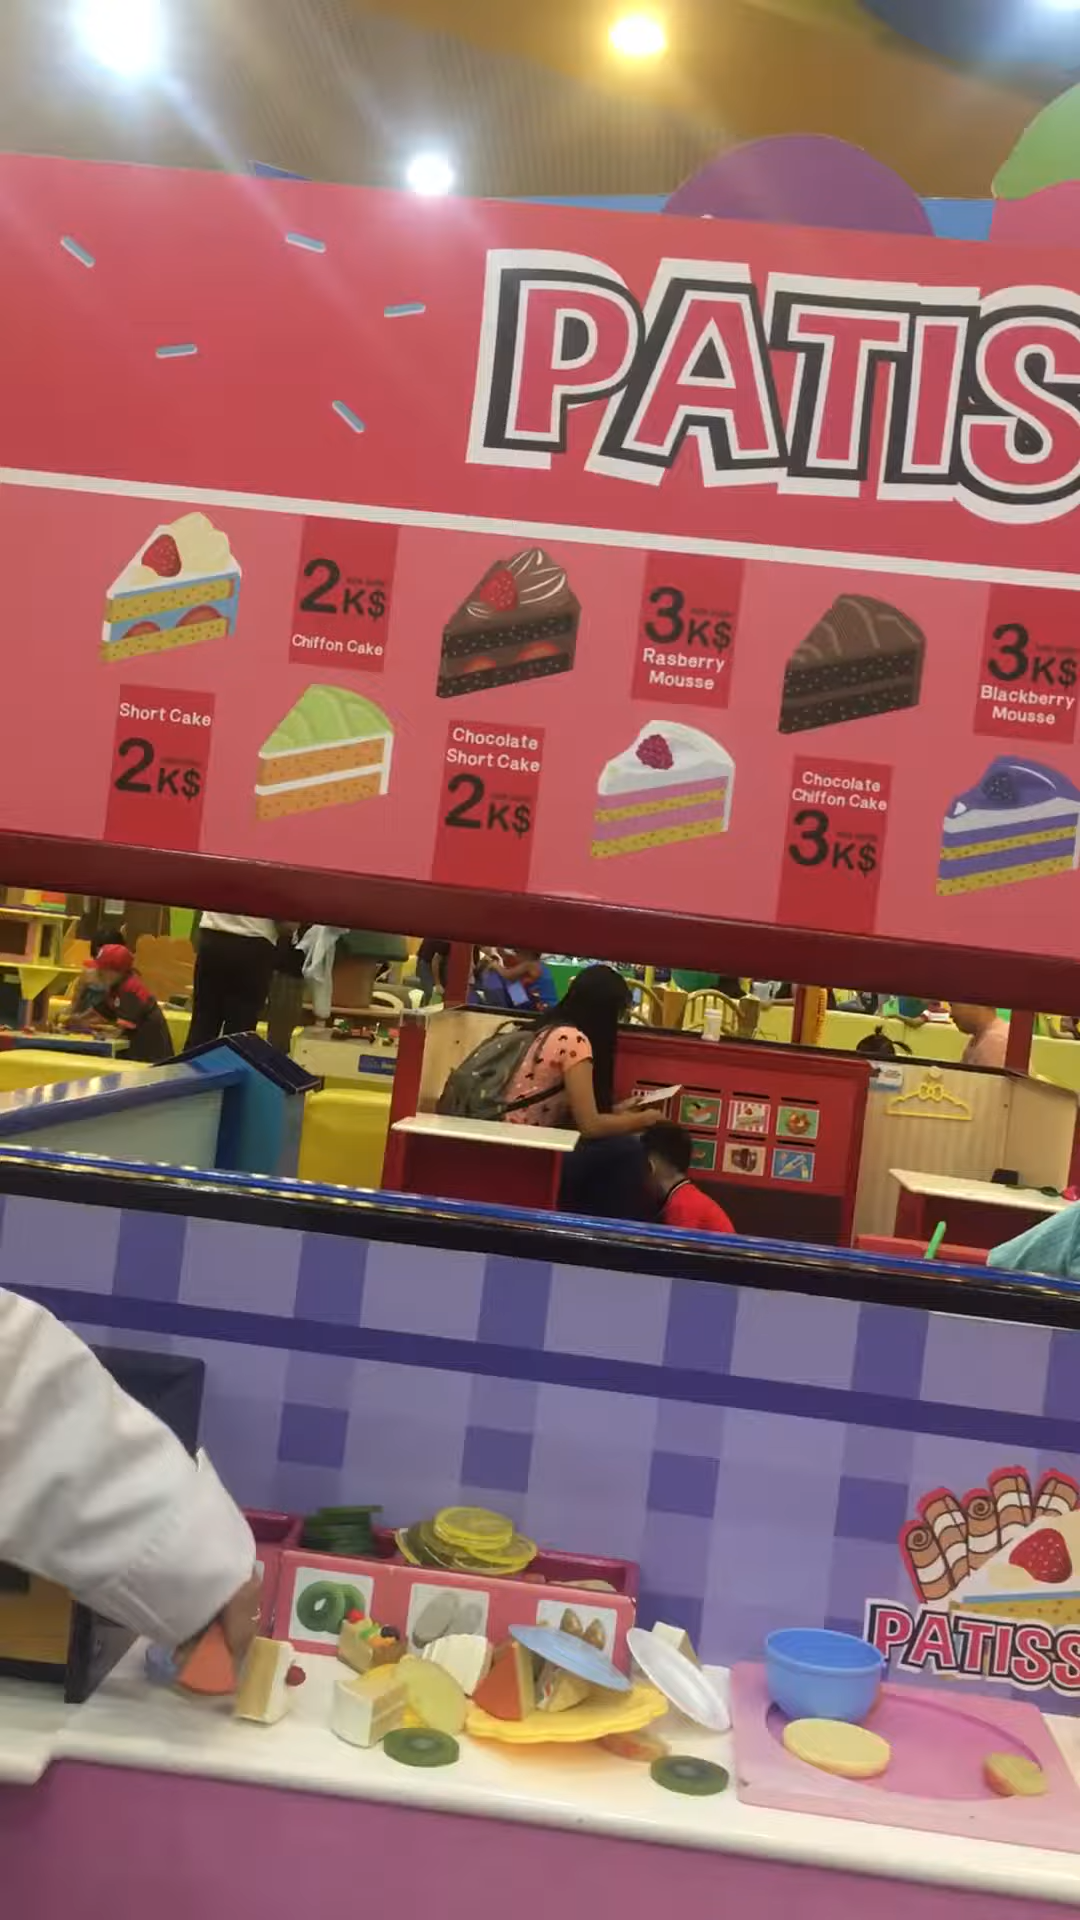 PATIS
2K$
Chiffon Cake
3K$
Rasberry
Mousse
3K$
Blackberry
Mousse
Short Cake
2K$
Chocolate
Short Cake
2K$
Chocolate
Chiffon Cake
3K$
PATISS